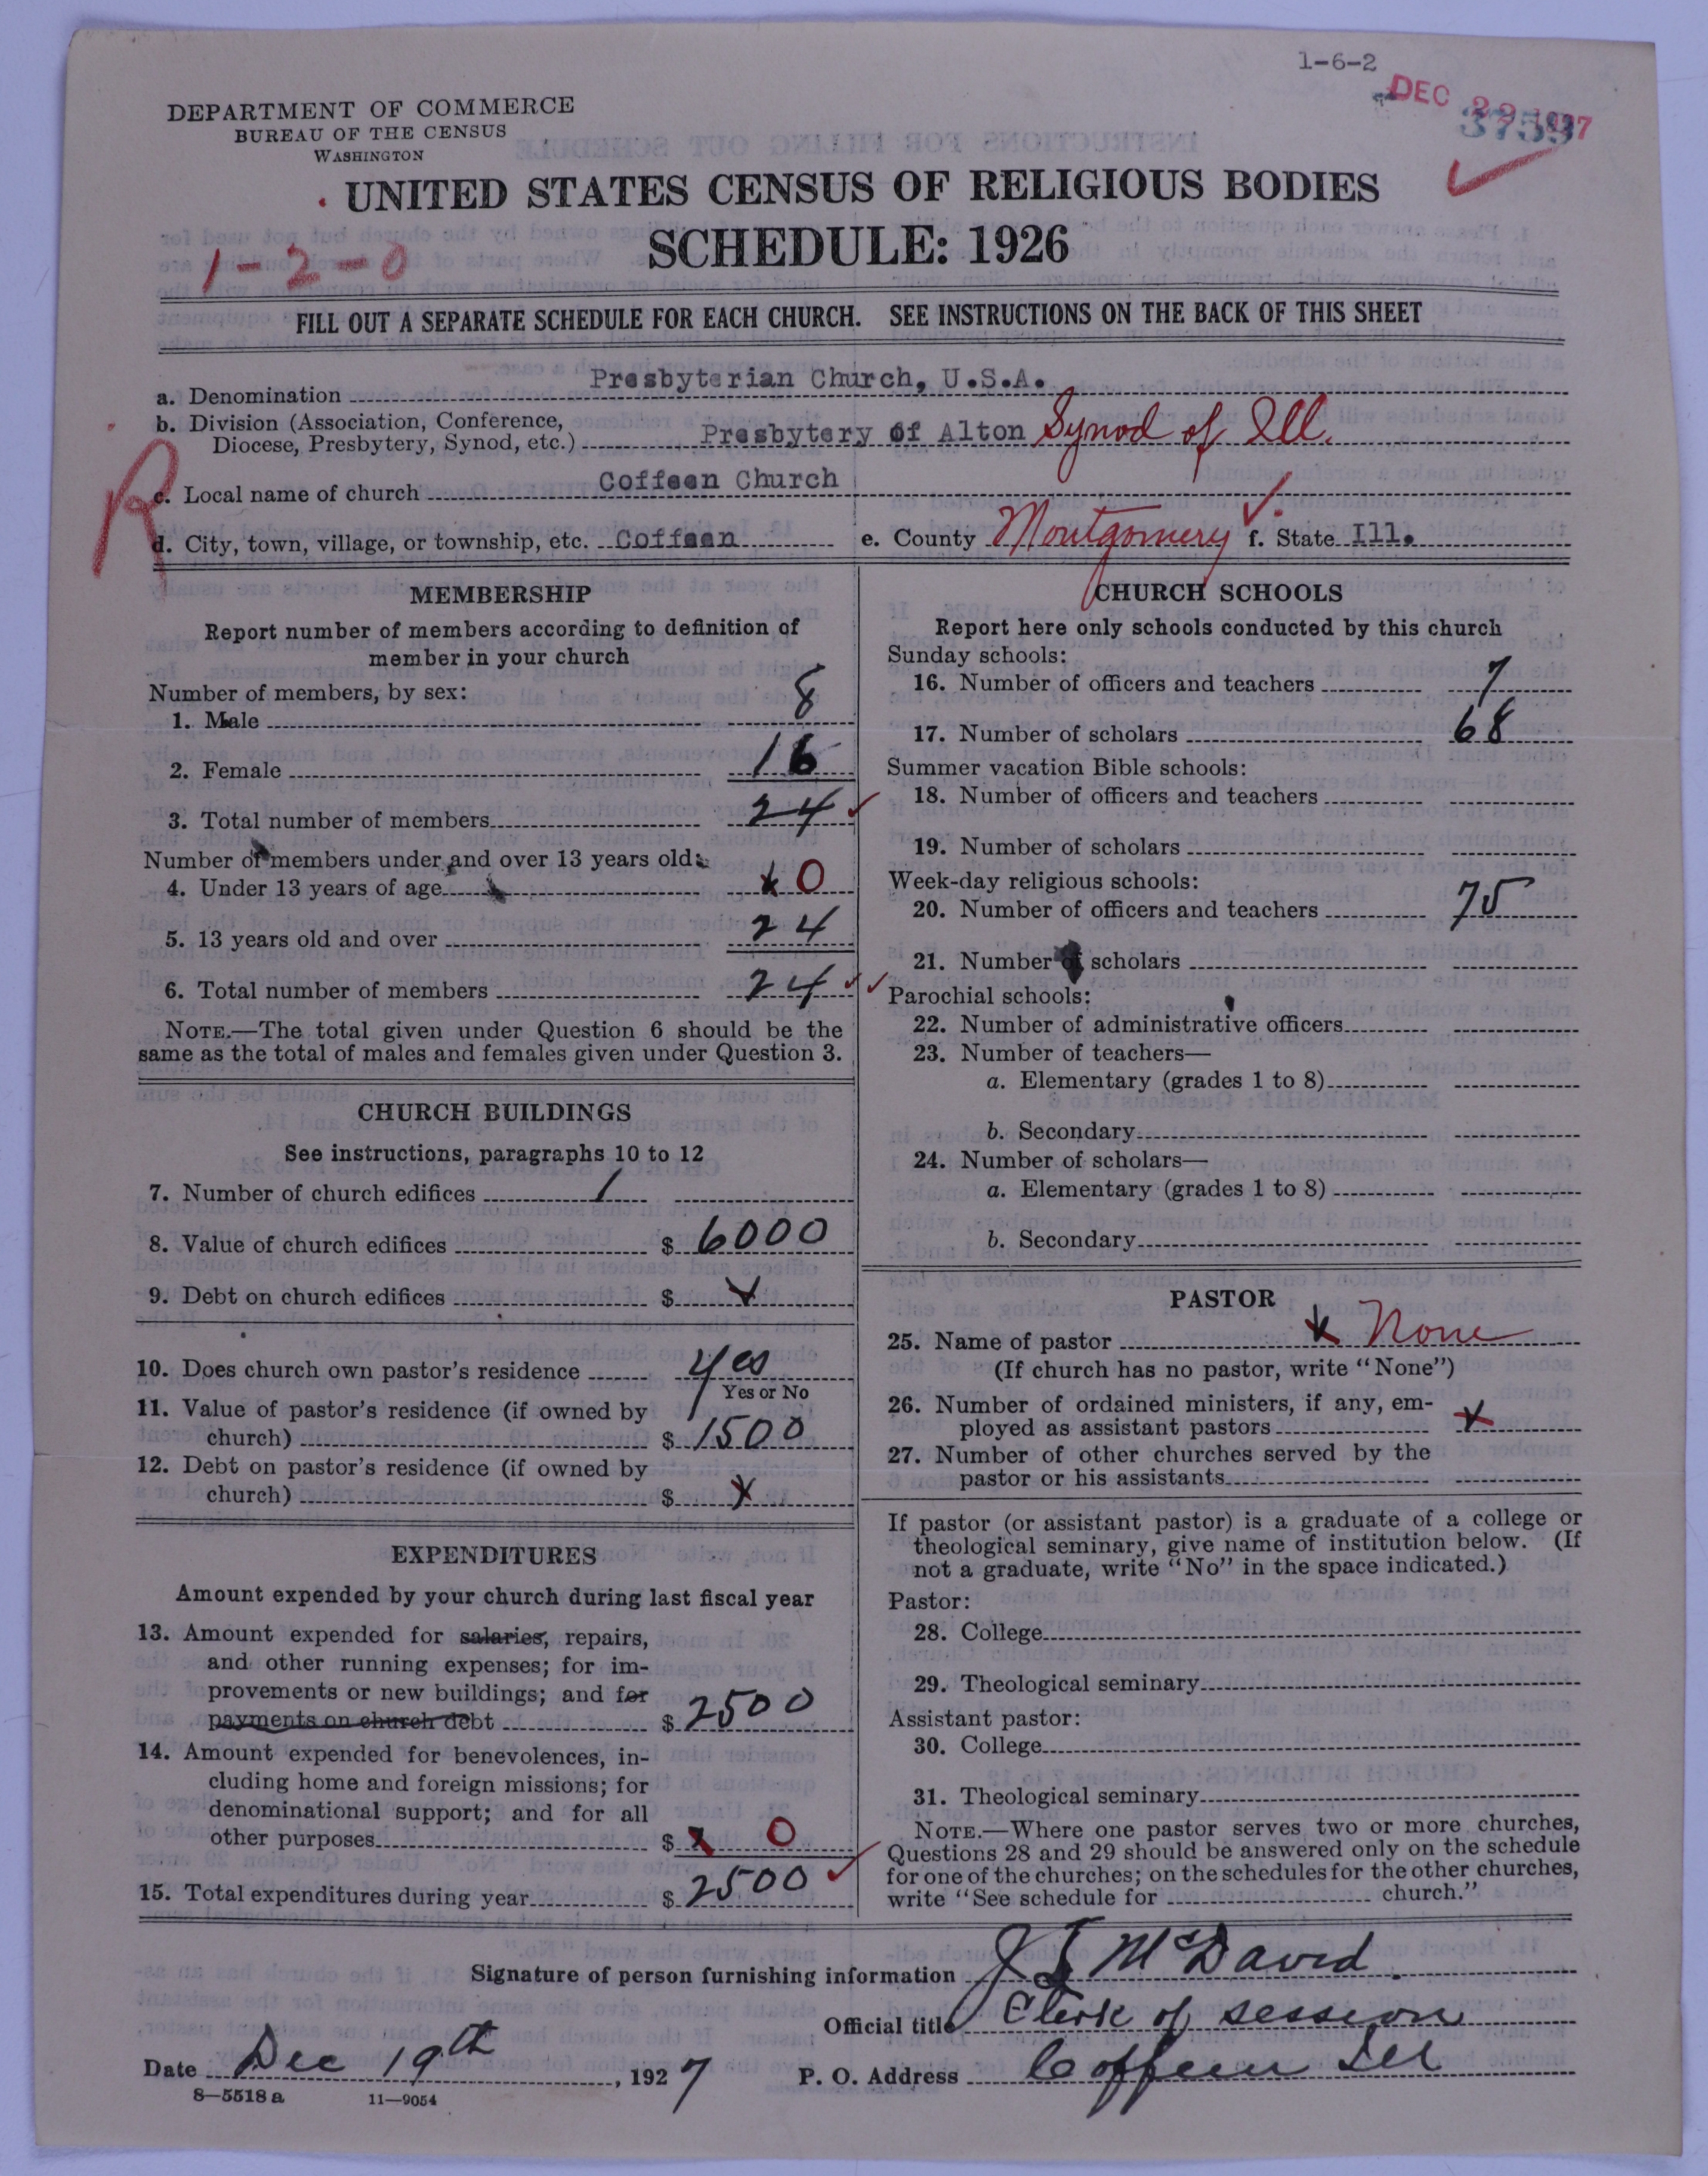 1-6-2
DEC 22 1927
3759
DEPARTMENT OF COMMERCE
BUREAU OF THE CENSUS
WASHINGTON
UNITED STATES CENSUS OF RELIGIOUS BODIES
SCHEDULE: 1926
1-2-0
FILL OUT A SEPARATE SCHEDULE FOR EACH CHURCH. SEE INSTRUCTIONS ON THE BACK OF THIS SHEET
a. Denomination Presbyterian Church, U.S.A.
b. Division (Association, Conference,
Diocese, Presbytery, Synod, etc.) Presbytery of Alton Synod of Ill.
R
c. Local name of church Coffeen Church
d. City, town, village, or township, etc. Coffeen e. County Montgomery f. State Ill.
MEMBERSHIP
Report number of members according to definition of
member in your church
Number of members, by sex:
1. Male 8
2. Female 16
3. Total number of members 24
Number of members under and over 13 years old:
4. Under 13 years of age x 0
5. 13 years old and over 24
6. Total number of members 24
NOTE.—The total given under Question 6 should be the
same as the total of males and females given under Question 3.
CHURCH BUILDINGS
See instructions, paragraphs 10 to 12
7. Number of church edifices 1
8. Value of church edifices $ 6000
9. Debt on church edifices $ x
10. Does church own pastor's residence yes
Yes or No
11. Value of pastor's residence (if owned by
church) $ 1500
12. Debt on pastor's residence (if owned by
church) $ x
EXPENDITURES
Amount expended by your church during last fiscal year
13. Amount expended for salaries, repairs,
and other running expenses; for im-
provements or new buildings; and for
payments on church debt $ 2500
14. Amount expended for benevolences, in-
cluding home and foreign missions; for
denominational support; and for all
other purposes $ x 0
15. Total expenditures during year $ 2500
CHURCH SCHOOLS
Report here only schools conducted by this church
Sunday schools:
16. Number of officers and teachers 7
17. Number of scholars 68
Summer vacation Bible schools:
18. Number of officers and teachers
19. Number of scholars
Week-day religious schools:
20. Number of officers and teachers 75
21. Number of scholars
Parochial schools:
22. Number of administrative officers
23. Number of teachers—
a. Elementary (grades 1 to 8)
b. Secondary
24. Number of scholars—
a. Elementary (grades 1 to 8)
b. Secondary
PASTOR
25. Name of pastor x None
(If church has no pastor, write "None")
26. Number of ordained ministers, if any, em-
ployed as assistant pastors x
27. Number of other churches served by the
pastor or his assistants
If pastor (or assistant pastor) is a graduate of a college or
theological seminary, give name of institution below. (If
not a graduate, write "No" in the space indicated.)
Pastor:
28. College
29. Theological seminary
Assistant pastor:
30. College
31. Theological seminary
NOTE.—Where one pastor serves two or more churches,
Questions 28 and 29 should be answered only on the schedule
for one of the churches; on the schedules for the other churches,
write "See schedule for church."
Signature of person furnishing information J J McDavid
Official title Clerk of session
Date Dec 19th, 1927 P. O. Address Coffeen Ill
8—5518 a 11—9054